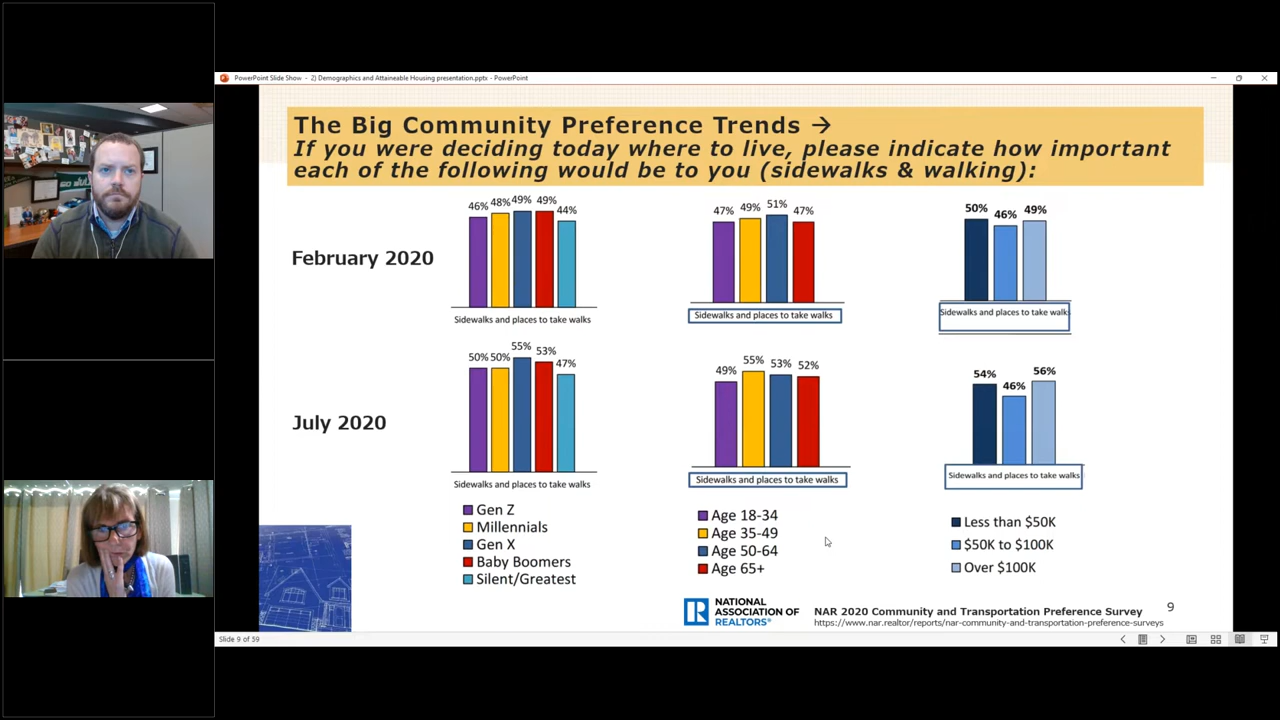 PowerPoint Slide Show - 2) Demographics and Attainable Housing presentation.pptx - PowerPoint
The Big Community Preference Trends →
If you were deciding today where to live, please indicate how important
each of the following would be to you (sidewalks & walking):
February 2020
46% 48% 49% 49% 44%
Sidewalks and places to take walks
47% 49% 51% 47%
Sidewalks and places to take walks
50% 46% 49%
Sidewalks and places to take walks
July 2020
50% 50% 55% 53% 47%
Sidewalks and places to take walks
49% 55% 53% 52%
Sidewalks and places to take walks
54% 46% 56%
Sidewalks and places to take walks
Gen Z
Millennials
Gen X
Baby Boomers
Silent/Greatest
Age 18-34
Age 35-49
Age 50-64
Age 65+
Less than $50K
$50K to $100K
Over $100K
NATIONAL
ASSOCIATION OF
REALTORS®
NAR 2020 Community and Transportation Preference Survey
https://www.nar.realtor/reports/nar-community-and-transportation-preference-surveys
9
Slide 9 of 59